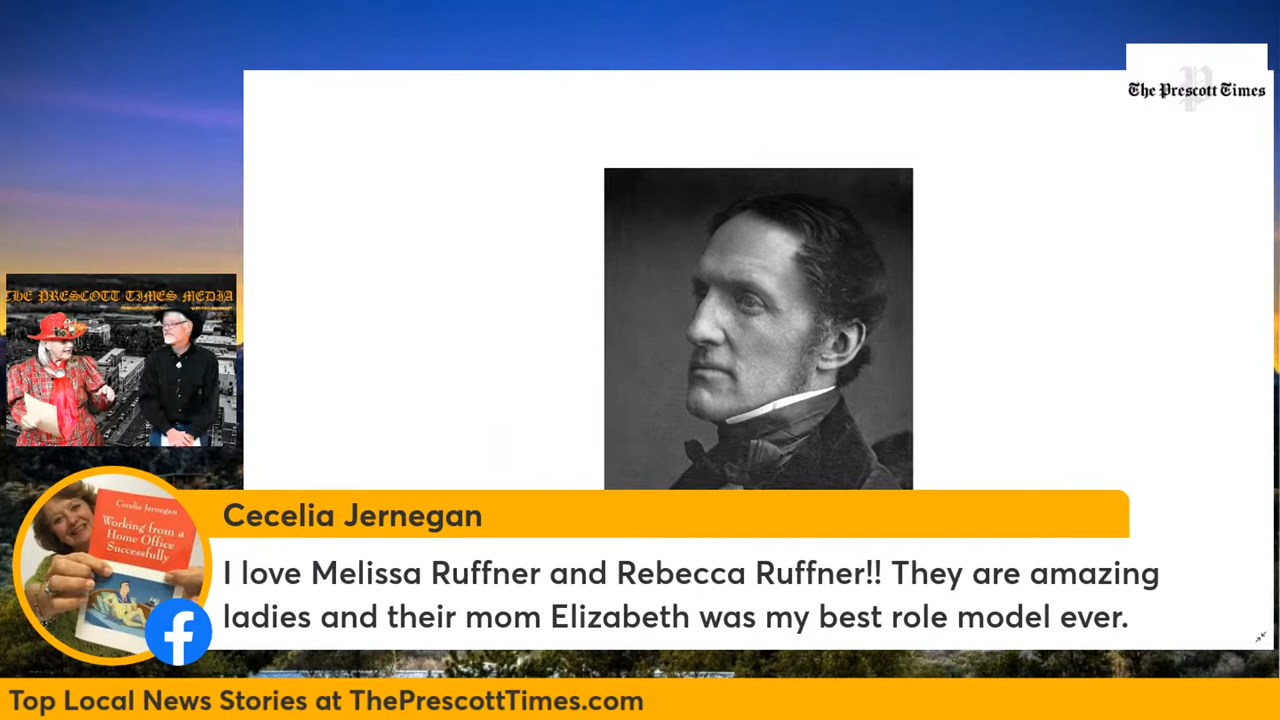 The Prescott Times
THE PRESCOTT TIMES MEDIA
Cecelia Jernegan
Working from a
Home Office
Successfully
Cecelia Jernegan
I love Melissa Ruffner and Rebecca Ruffner!! They are amazing
ladies and their mom Elizabeth was my best role model ever.
Top Local News Stories at ThePrescottTimes.com